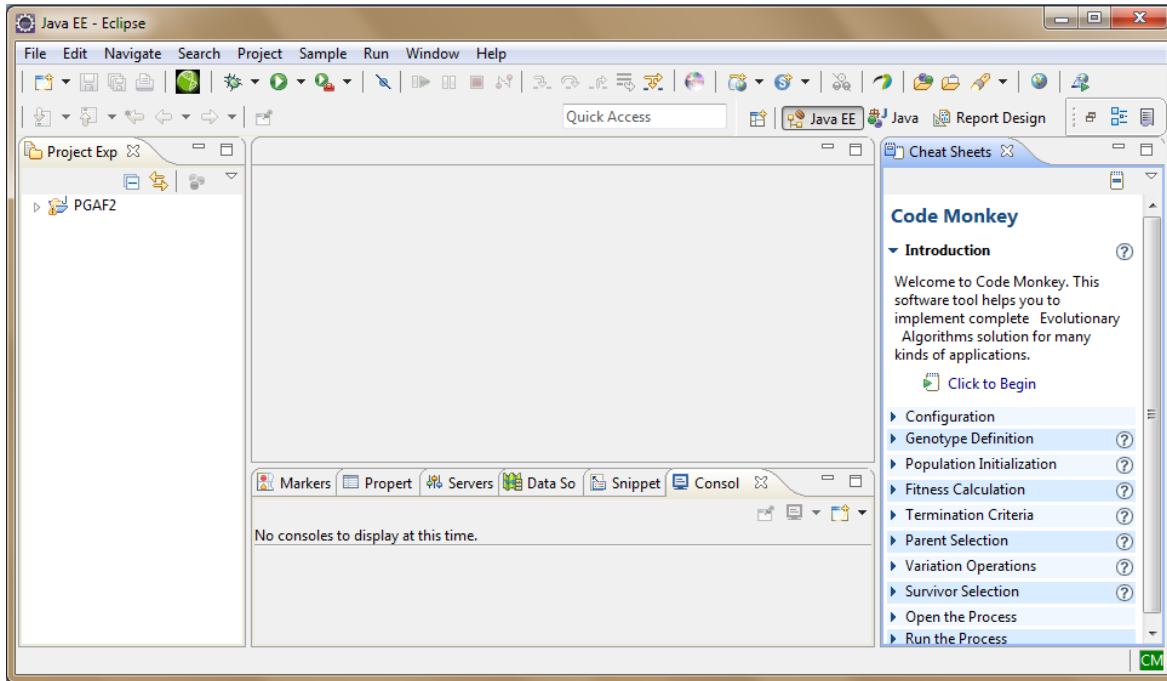 Java EE - Eclipse
File Edit Navigate Search Project Sample Run Window Help
Quick Access
Java EE
Java
Report Design
Project Exp
PGAF2
Cheat Sheets
Code Monkey
Introduction
Welcome to Code Monkey. This
software tool helps you to
implement complete Evolutionary
Algorithms solution for many
kinds of applications.
Click to Begin
Configuration
Genotype Definition
Population Initialization
Fitness Calculation
Termination Criteria
Parent Selection
Variation Operations
Survivor Selection
Open the Process
Run the Process
Markers Propert Servers Data So Snippet Consol
No consoles to display at this time.
CM